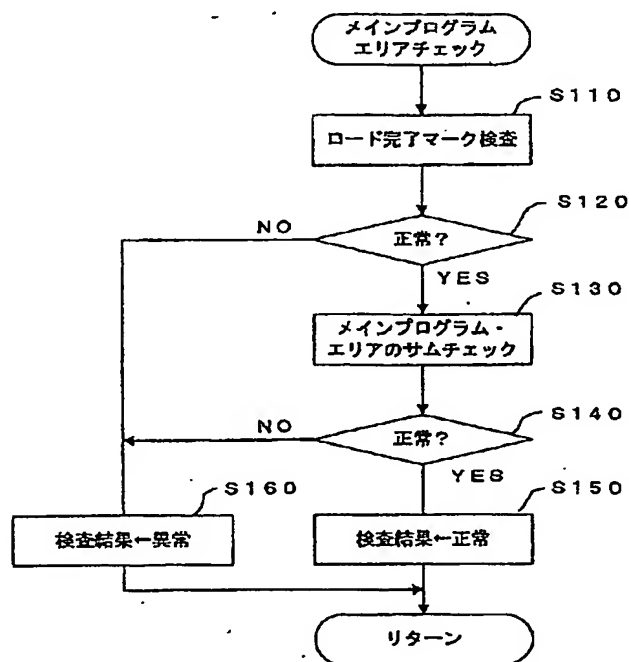 メインプログラム
エリアチェック
S110
ロード完了マーク検査
S120
NO
正常?
YES
S130
メインプログラム・
エリアのサムチェック
S140
NO
正常?
YES
S160
S150
検査結果←異常
検査結果←正常
リターン